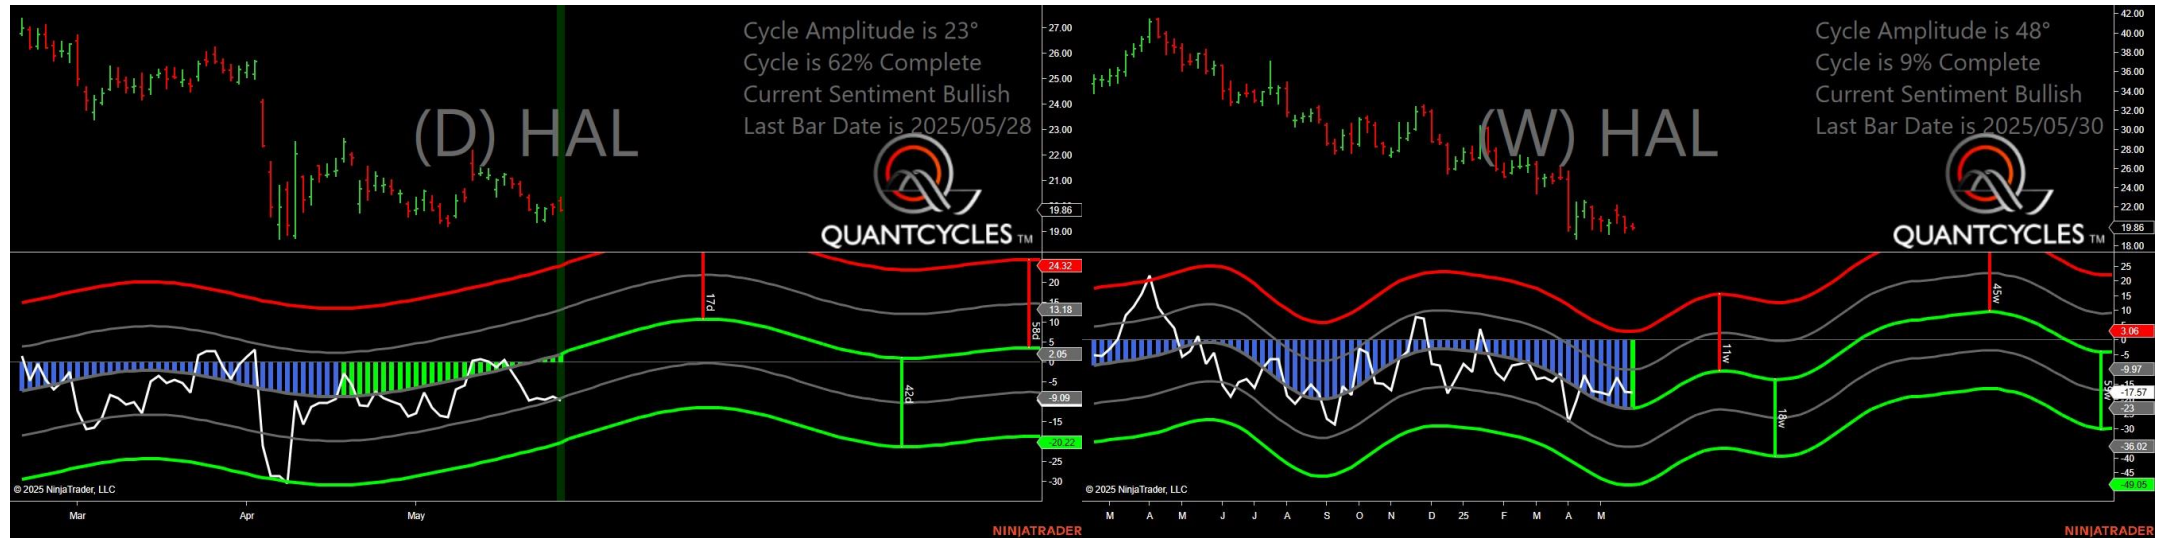 Cycle Amplitude is 23°
Cycle is 62% Complete
Current Sentiment Bullish
Last Bar Date is 2025/05/28
(D) HAL
QUANTCYCLES TM
27.00
26.00
25.00
24.00
23.00
22.00
21.00
19.86
19.00
24.32
20
15
13.18
10
5
2.05
-5
-9.09
-15
-20.22
-25
-30
17d
42d
58d
© 2025 NinjaTrader, LLC
Mar Apr May
NINJATRADER
Cycle Amplitude is 48°
Cycle is 9% Complete
Current Sentiment Bullish
Last Bar Date is 2025/05/30
(W) HAL
QUANTCYCLES TM
42.00
40.00
38.00
36.00
34.00
32.00
30.00
28.00
26.00
24.00
22.00
19.86
18.00
25
20
15
10
5
3.06
0
-5
-9.97
-15
-17.57
-23
-30
-36.02
-40
-45
-49.05
11w
18w
45w
© 2025 NinjaTrader, LLC
M A M J J A S O N D 25 F M A M
NINJATRADER